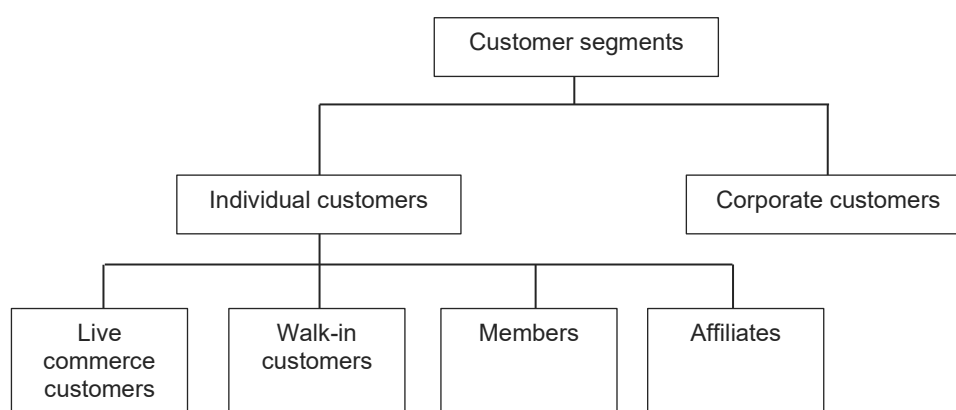 Customer segments
Individual customers
Corporate customers
Live
commerce
customers
Walk-in
customers
Members
Affiliates